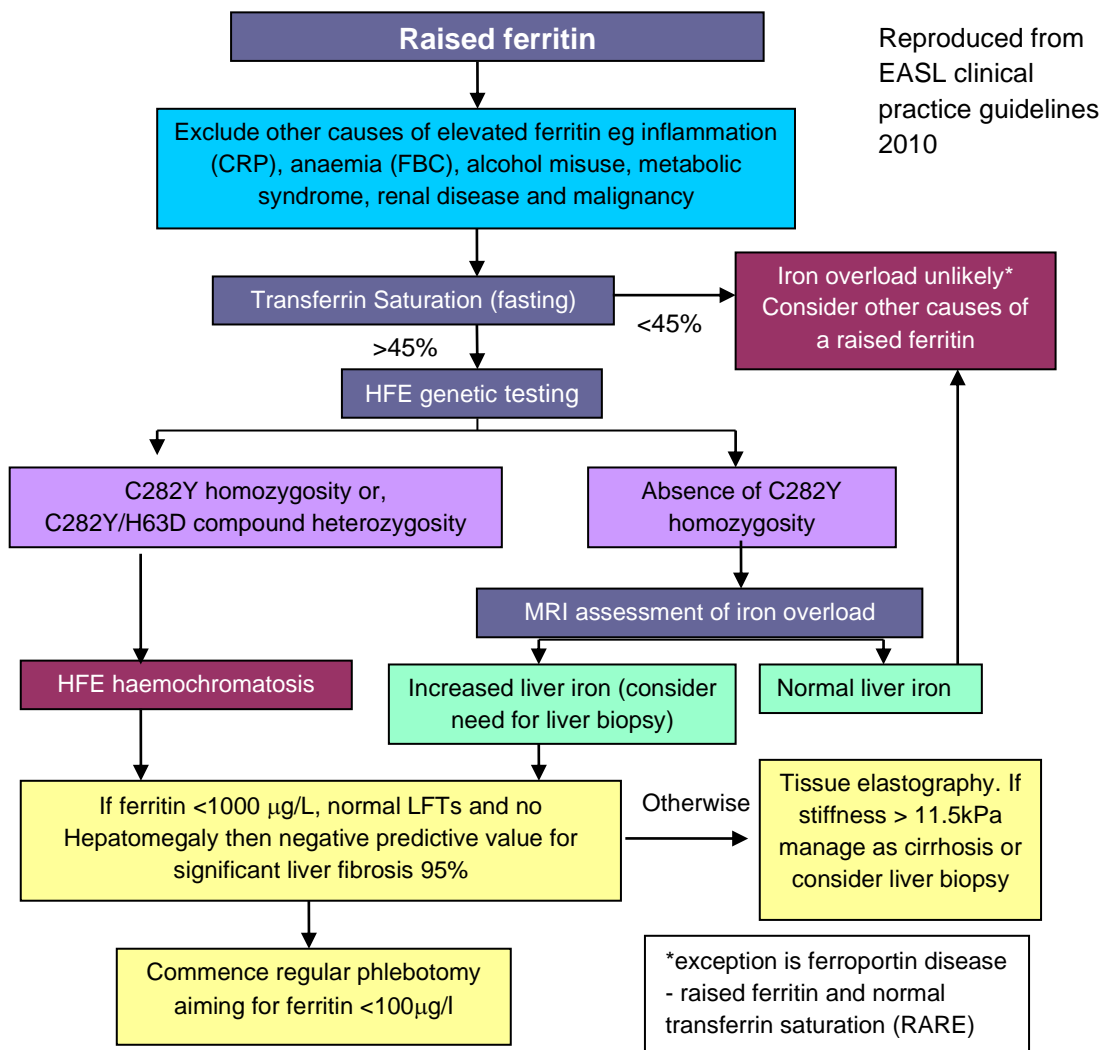 Raised ferritin
Reproduced from
EASL clinical
practice guidelines
2010
Exclude other causes of elevated ferritin eg inflammation
(CRP), anaemia (FBC), alcohol misuse, metabolic
syndrome, renal disease and malignancy
Transferrin Saturation (fasting)
<45%
Iron overload unlikely*
Consider other causes of
a raised ferritin
>45%
HFE genetic testing
C282Y homozygosity or,
C282Y/H63D compound heterozygosity
Absence of C282Y
homozygosity
MRI assessment of iron overload
HFE haemochromatosis
Increased liver iron (consider
need for liver biopsy)
Normal liver iron
If ferritin <1000 μg/L, normal LFTs and no
Hepatomegaly then negative predictive value for
significant liver fibrosis 95%
Otherwise
Tissue elastography. If
stiffness > 11.5kPa
manage as cirrhosis or
consider liver biopsy
Commence regular phlebotomy
aiming for ferritin <100μg/l
*exception is ferroportin disease
- raised ferritin and normal
transferrin saturation (RARE)